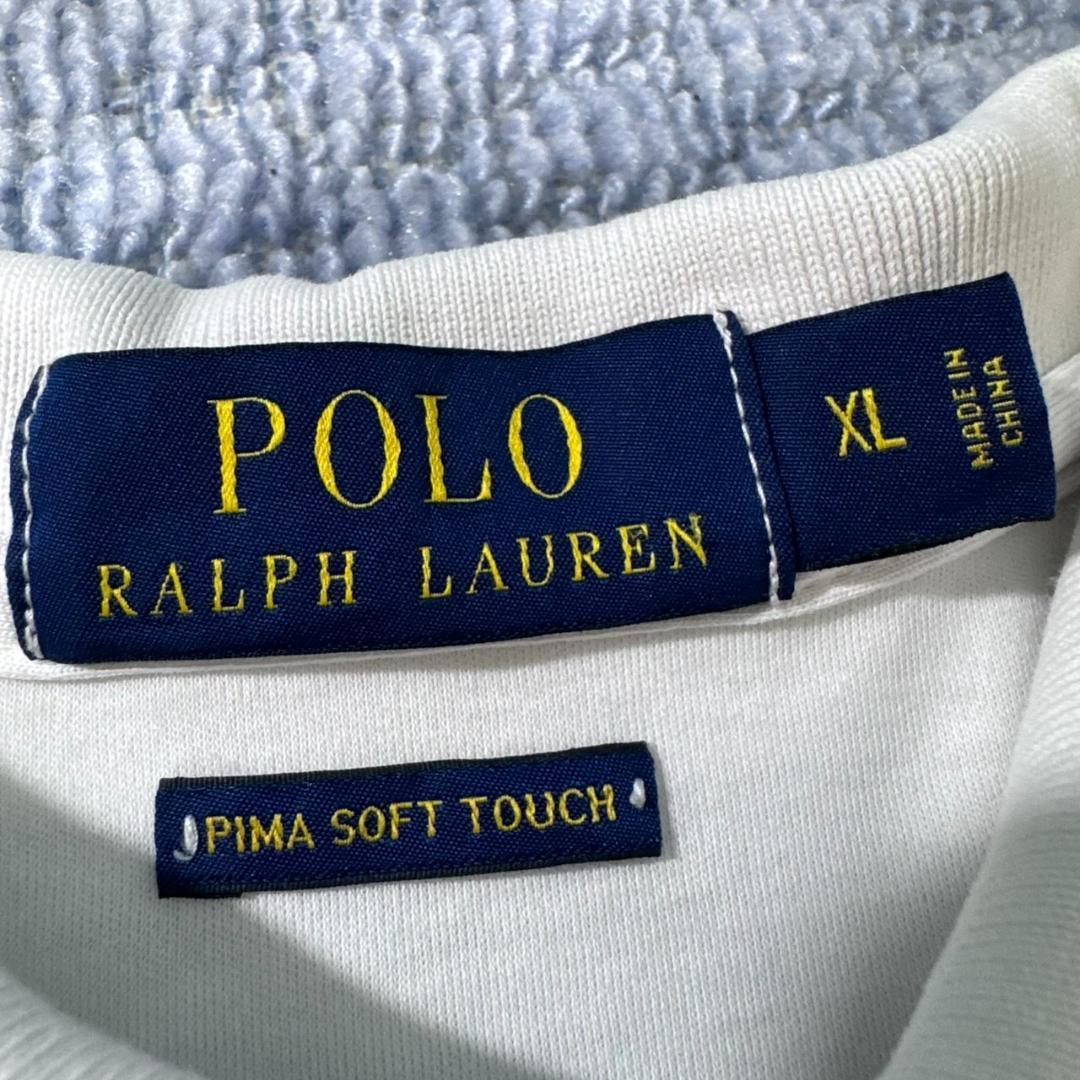 POLO
RALPH LAUREN
XL
MADE IN
CHINA
PIMA SOFT TOUCH